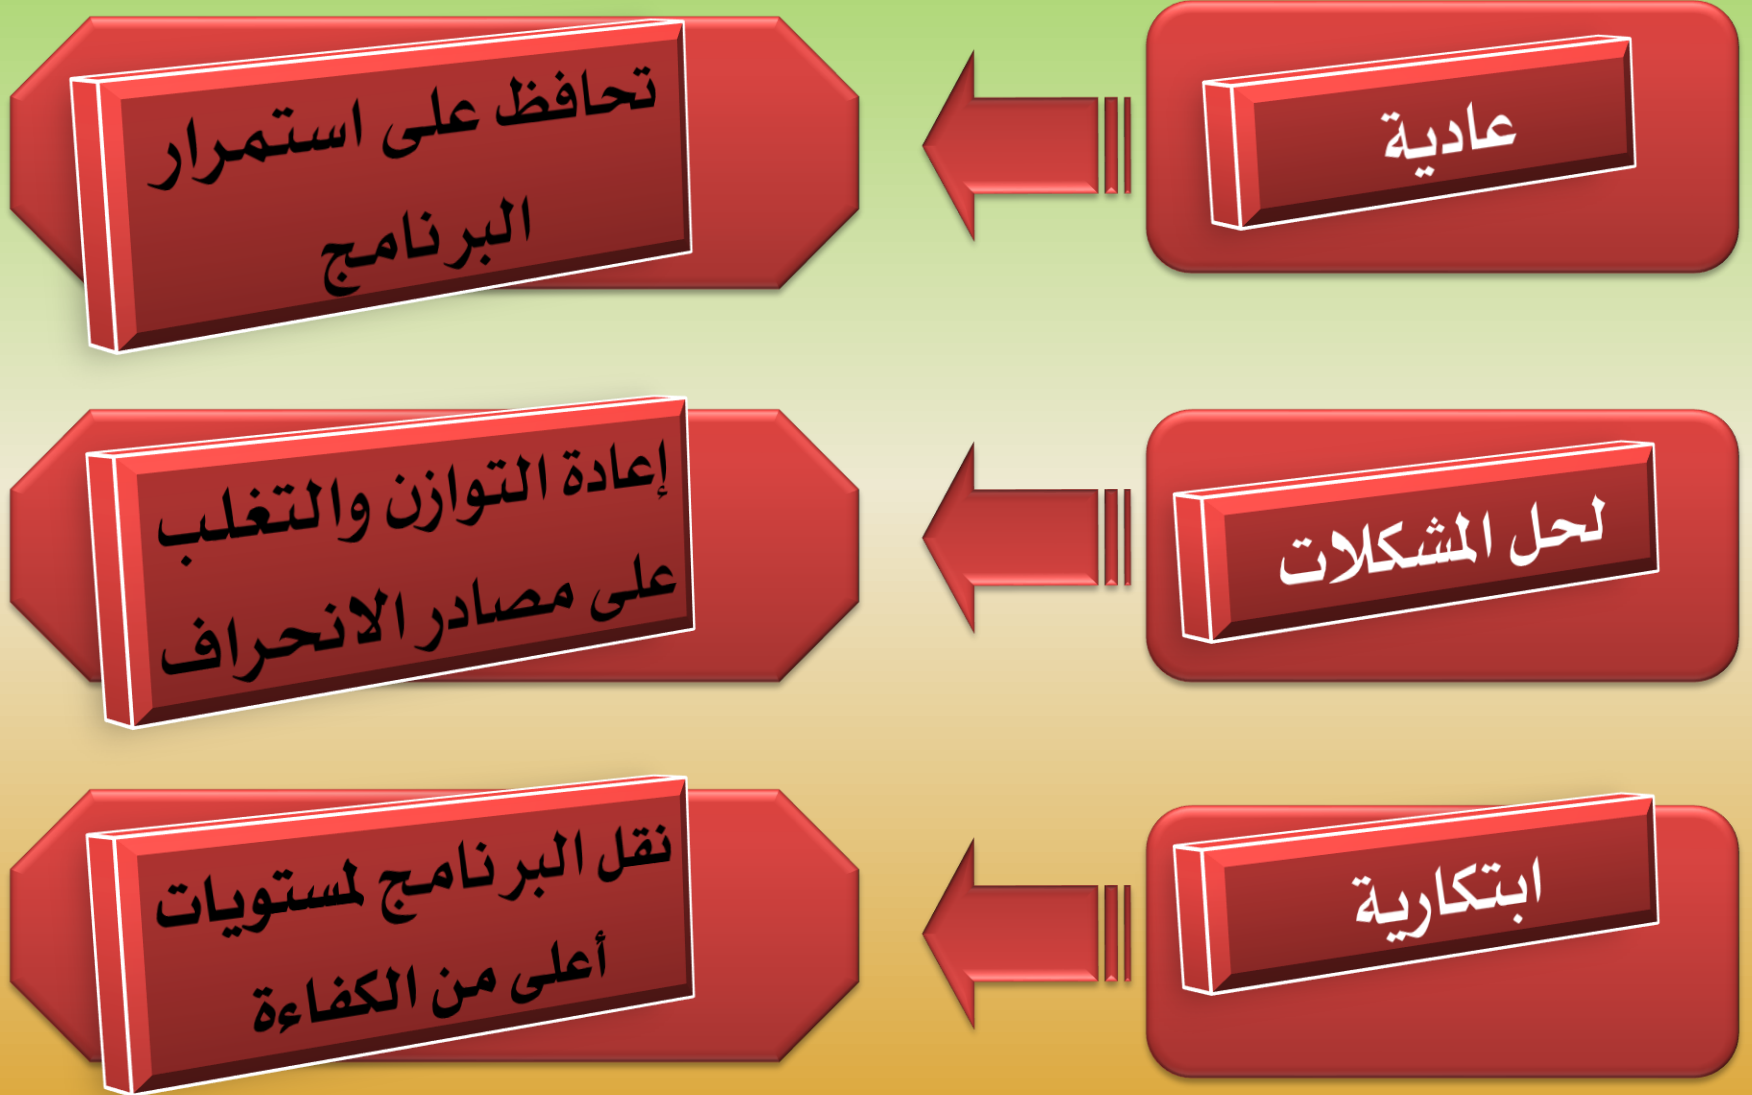 عادية
تحافظ على استمرار
البرنامج
لحل المشكلات
إعادة التوازن والتغلب
على مصادر الانحراف
ابتكارية
نقل البرنامج لمستويات
أعلى من الكفاءة